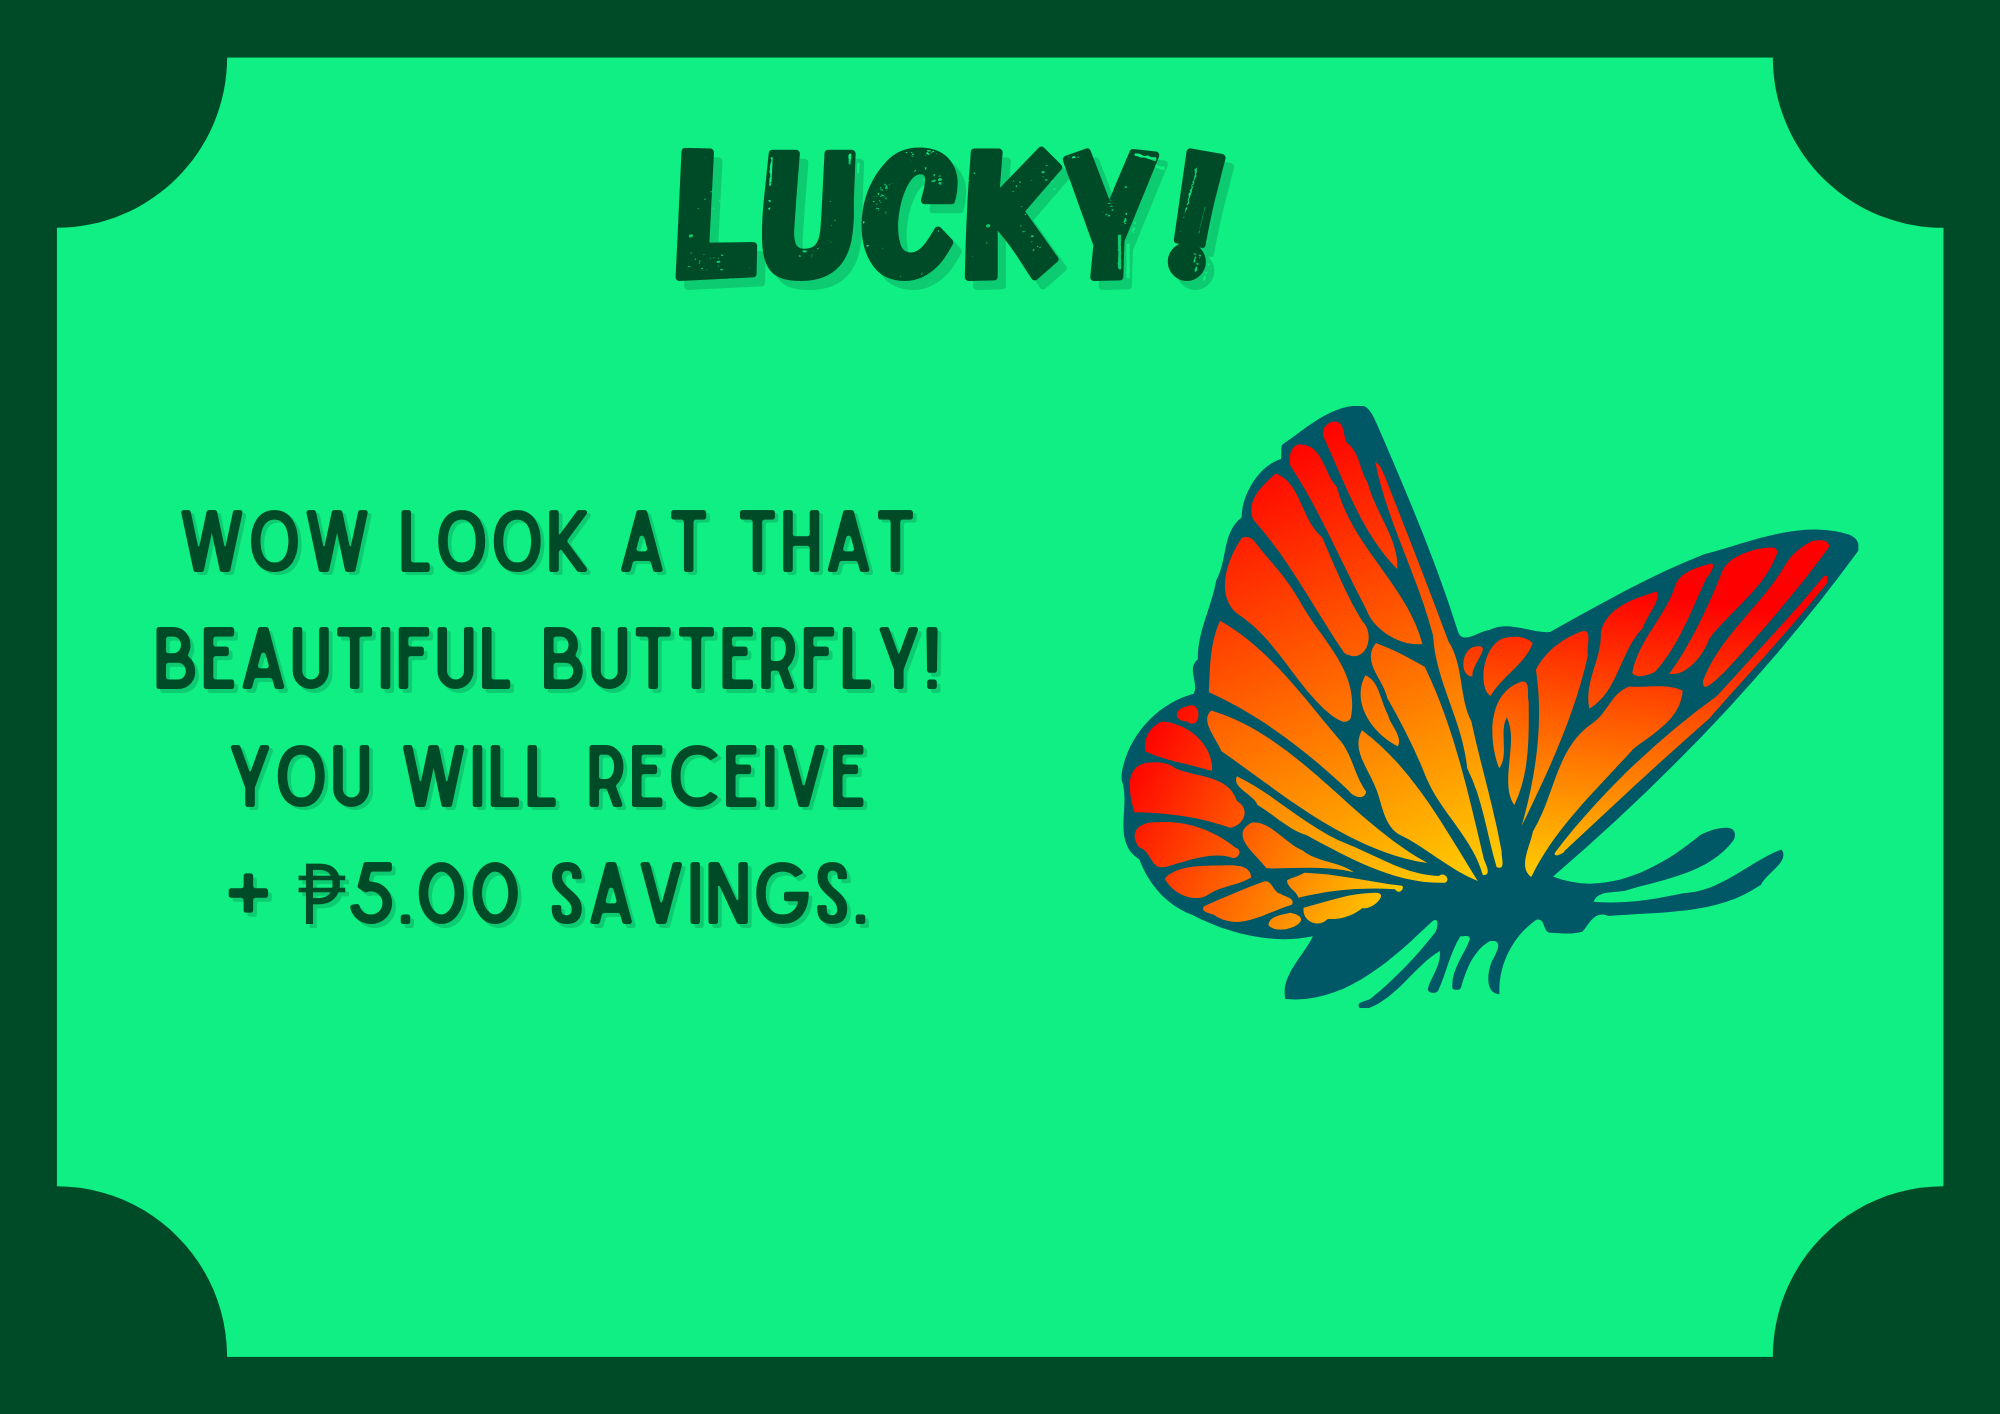 LUCKY!
WOW LOOK AT THAT
BEAUTIFUL BUTTERFLY!
YOU WILL RECEIVE
+ ₱5.00 SAVINGS.